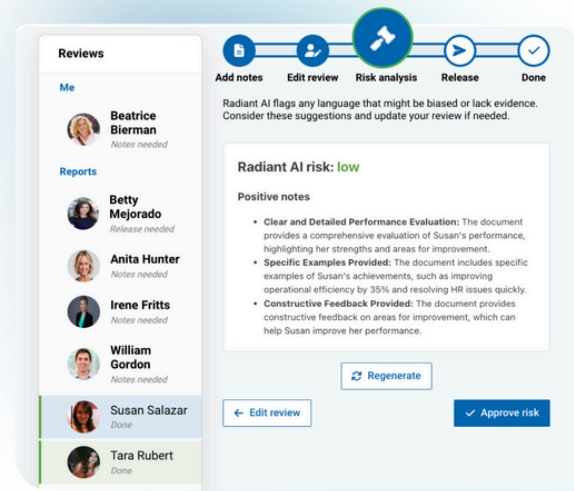 Reviews
Me
Beatrice
Bierman
Notes needed
Reports
Betty
Mejorado
Release needed
Anita Hunter
Notes needed
Irene Fritts
Notes needed
William
Gordon
Notes needed
Susan Salazar
Done
Tara Rubert
Done
Add notes
Edit review
Risk analysis
Release
Done
Radiant AI flags any language that might be biased or lack evidence.
Consider these suggestions and update your review if needed.
Radiant AI risk: low
Positive notes
• Clear and Detailed Performance Evaluation: The document
provides a comprehensive evaluation of Susan's performance,
highlighting her strengths and areas for improvement.
• Specific Examples Provided: The document includes specific
examples of Susan's achievements, such as improving
operational efficiency by 35% and resolving HR issues quickly.
• Constructive Feedback Provided: The document provides
constructive feedback on areas for improvement, which can
help Susan improve her performance.
Regenerate
Edit review
Approve risk